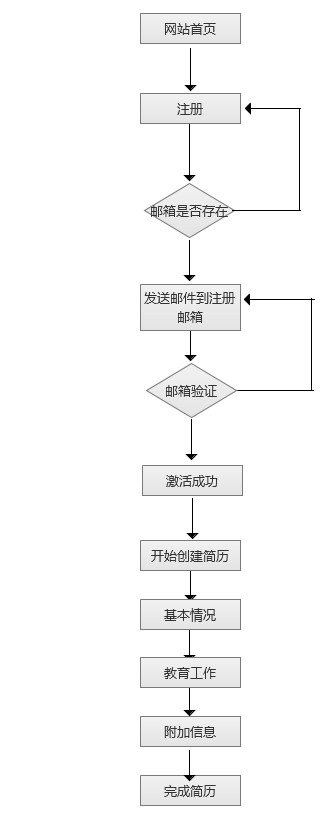 网站首页
注册
邮箱是否存在
发送邮件到注册
邮箱
邮箱验证
激活成功
开始创建简历
基本情况
教育工作
附加信息
完成简历